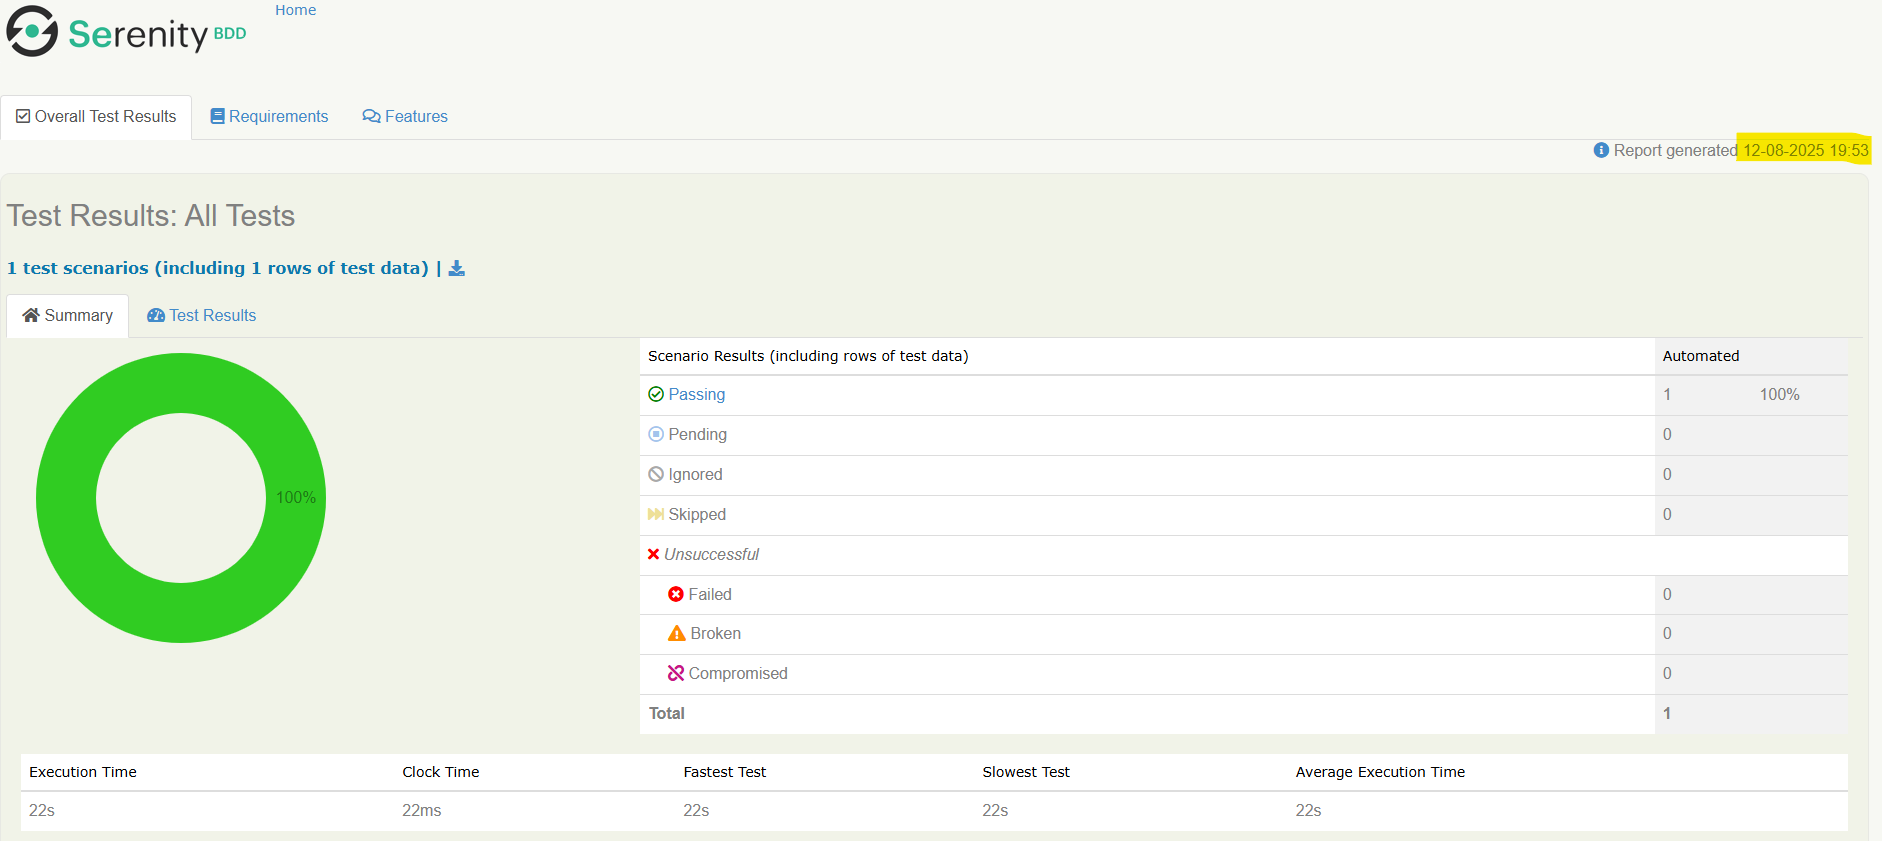 Home
Serenity BDD
Overall Test Results
Requirements
Features
Report generated 12-08-2025 19:53
Test Results: All Tests
1 test scenarios (including 1 rows of test data) |
Summary
Test Results
100%
Scenario Results (including rows of test data) Automated
Passing 1 100%
Pending 0
Ignored 0
Skipped 0
Unsuccessful
Failed 0
Broken 0
Compromised 0
Total 1
Execution Time Clock Time Fastest Test Slowest Test Average Execution Time
22s 22ms 22s 22s 22s